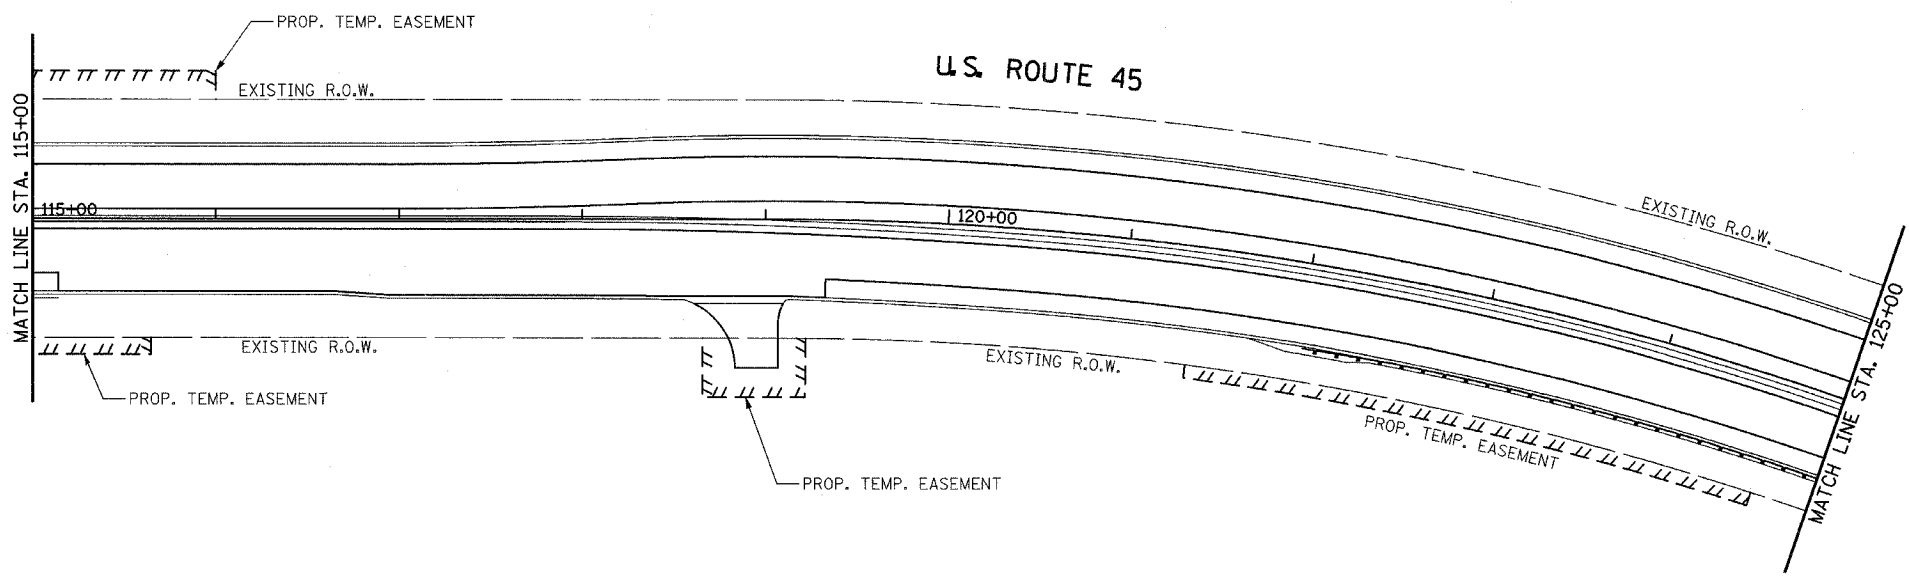 PROP. TEMP. EASEMENT
U.S. ROUTE 45
EXISTING R.O.W.
MATCH LINE STA. 115+00
115+00
120+00
EXISTING R.O.W.
MATCH LINE STA. 125+00
EXISTING R.O.W.
EXISTING R.O.W.
PROP. TEMP. EASEMENT
PROP. TEMP. EASEMENT
PROP. TEMP. EASEMENT